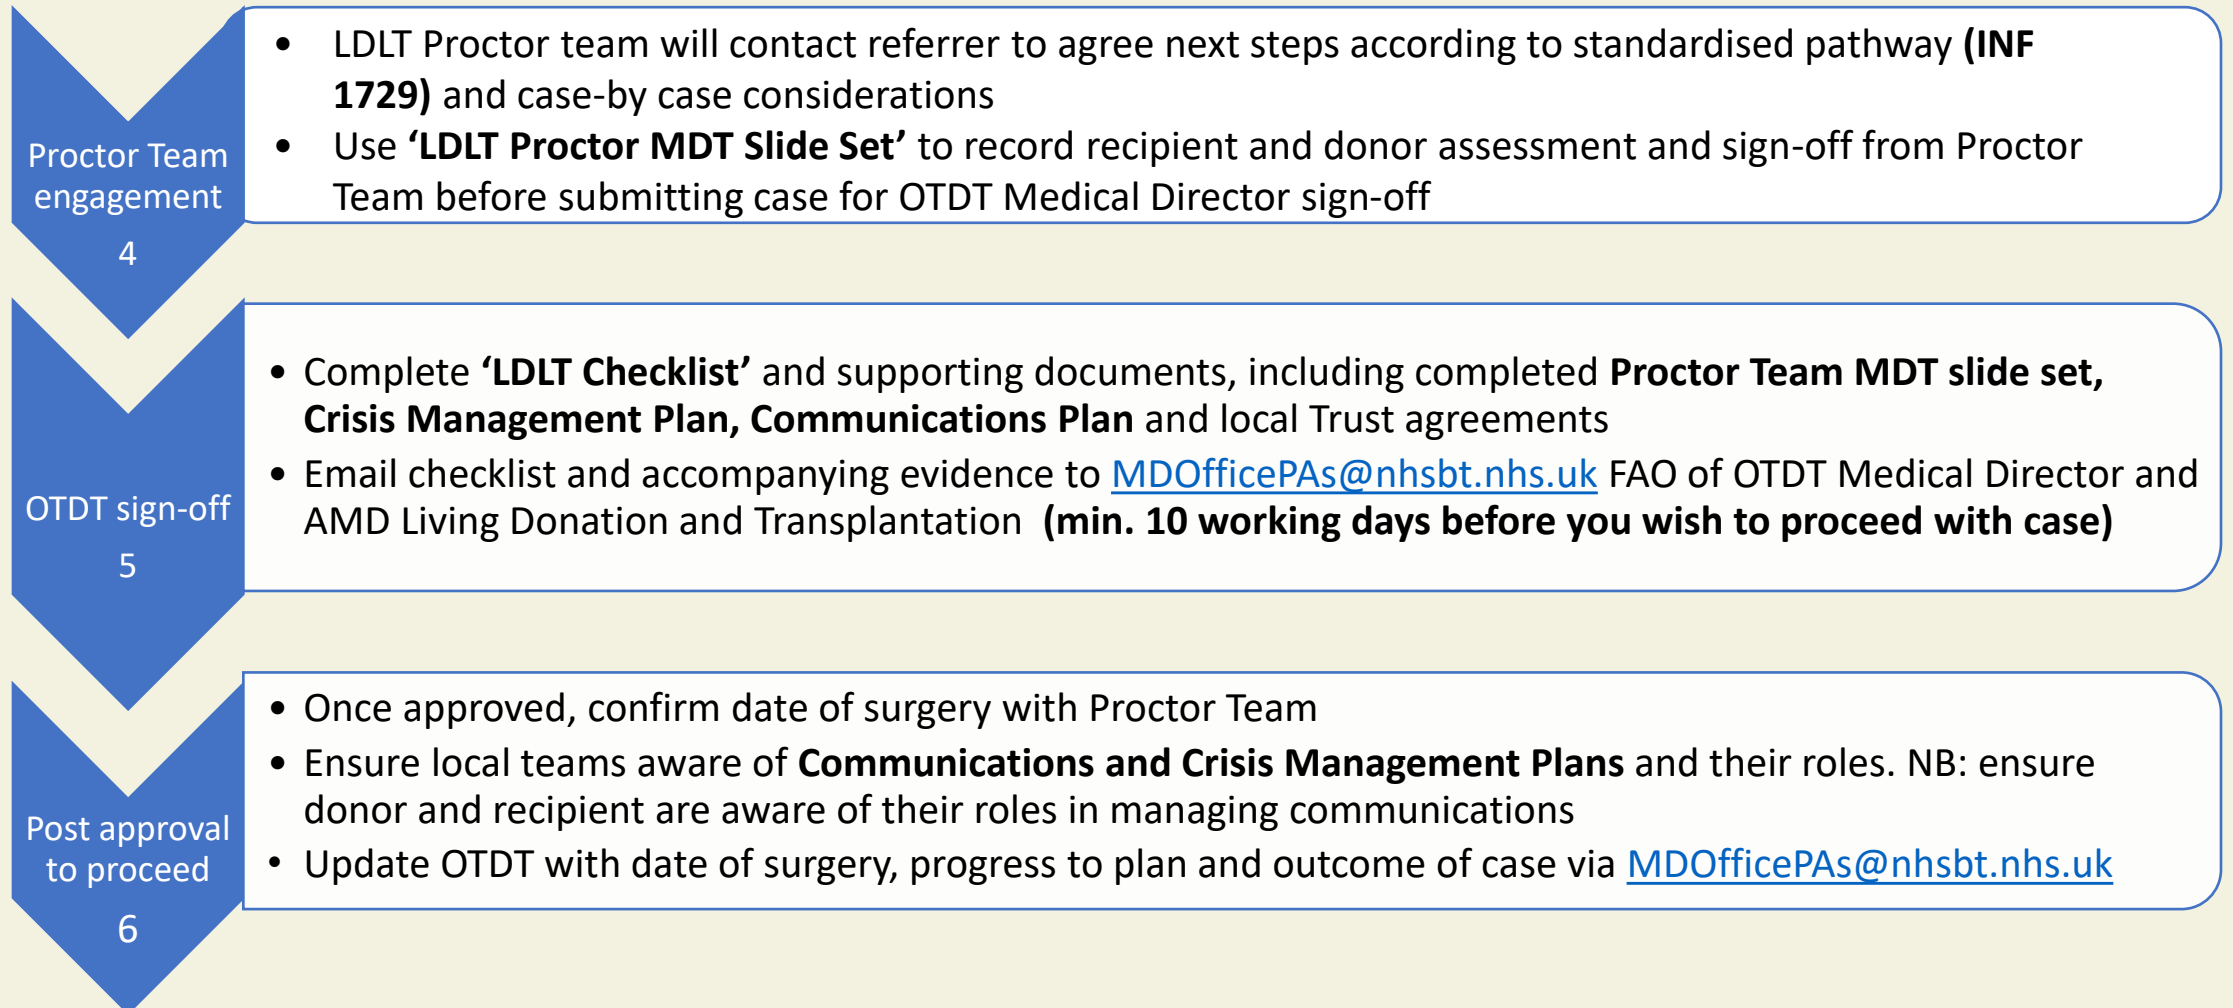 Proctor Team
engagement
4
• LDLT Proctor team will contact referrer to agree next steps according to standardised pathway (INF
1729) and case-by case considerations
• Use ‘LDLT Proctor MDT Slide Set’ to record recipient and donor assessment and sign-off from Proctor
Team before submitting case for OTDT Medical Director sign-off
OTDT sign-off
5
• Complete ‘LDLT Checklist’ and supporting documents, including completed Proctor Team MDT slide set,
Crisis Management Plan, Communications Plan and local Trust agreements
• Email checklist and accompanying evidence to MDOfficePAs@nhsbt.nhs.uk FAO of OTDT Medical Director and
AMD Living Donation and Transplantation (min. 10 working days before you wish to proceed with case)
Post approval
to proceed
6
• Once approved, confirm date of surgery with Proctor Team
• Ensure local teams aware of Communications and Crisis Management Plans and their roles. NB: ensure
donor and recipient are aware of their roles in managing communications
• Update OTDT with date of surgery, progress to plan and outcome of case via MDOfficePAs@nhsbt.nhs.uk